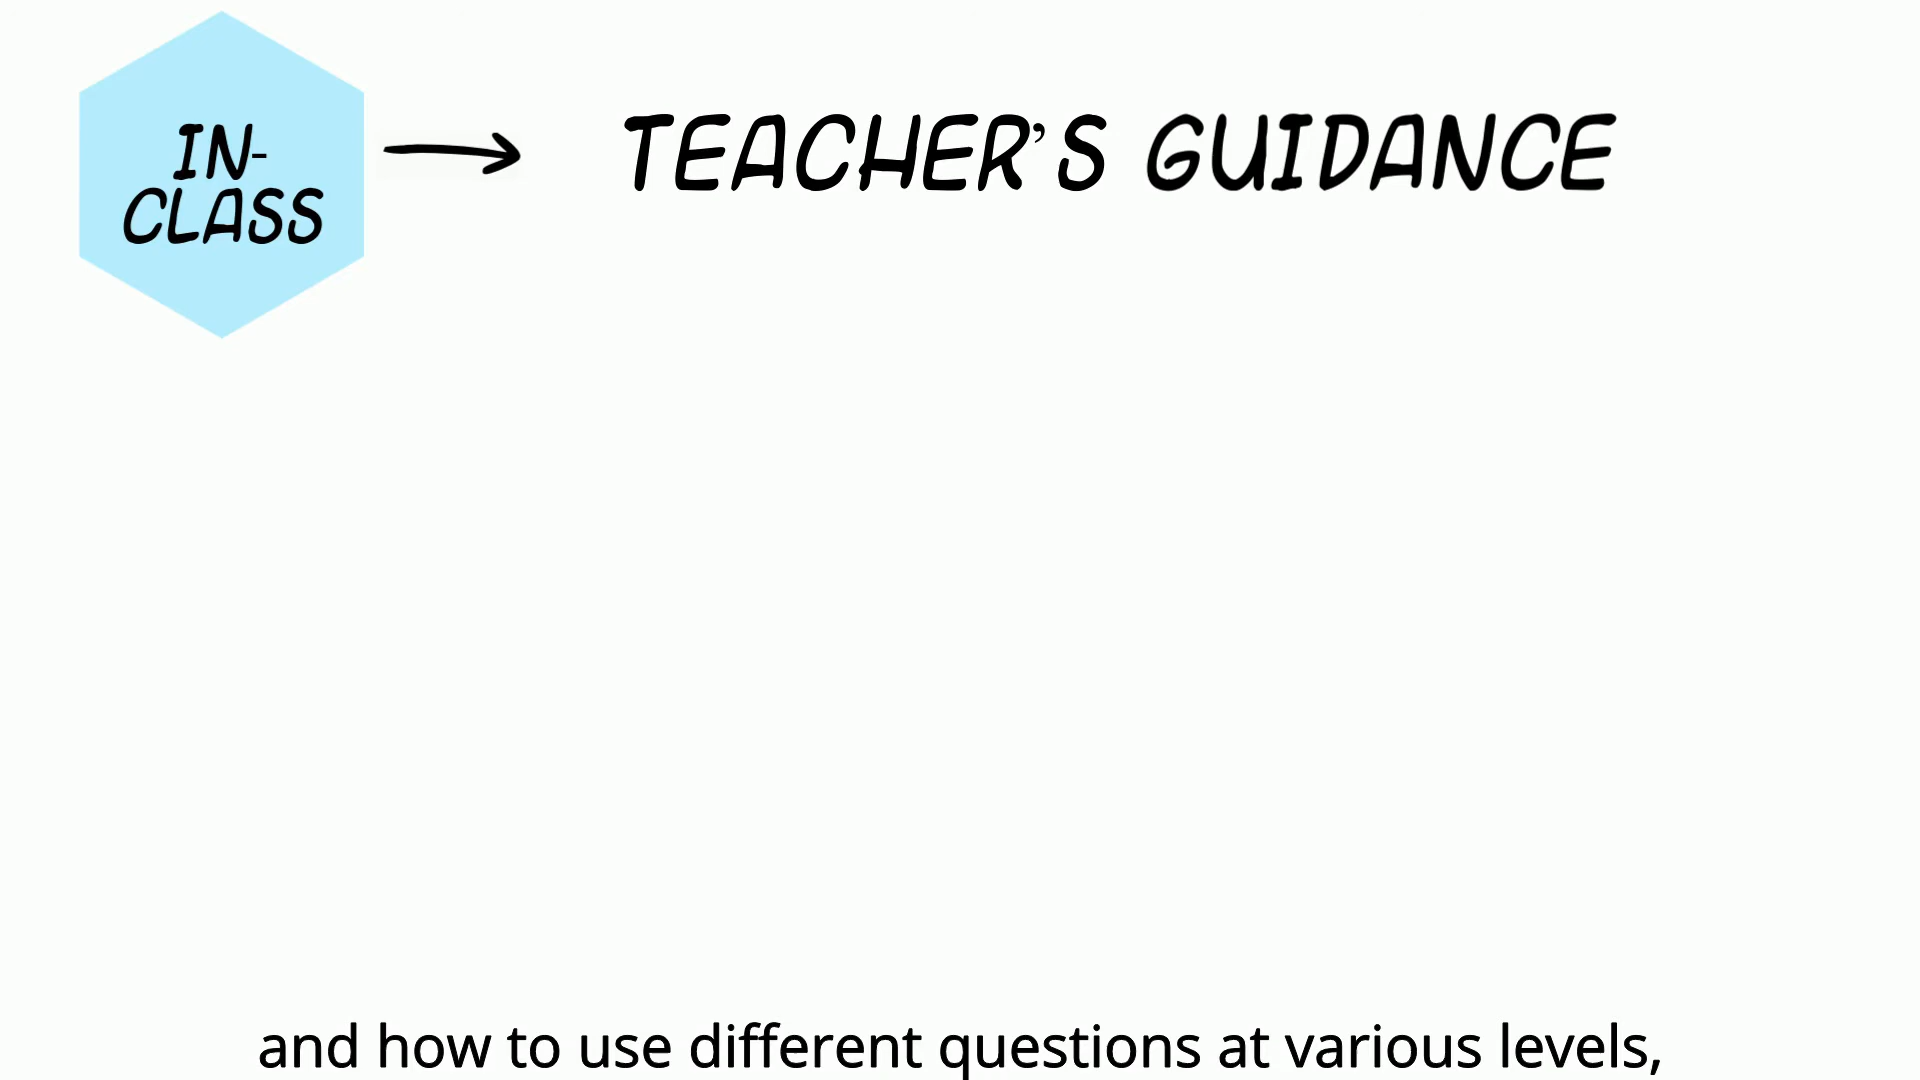 IN-
CLASS
TEACHER'S GUIDANCE
and how to use different questions at various levels,